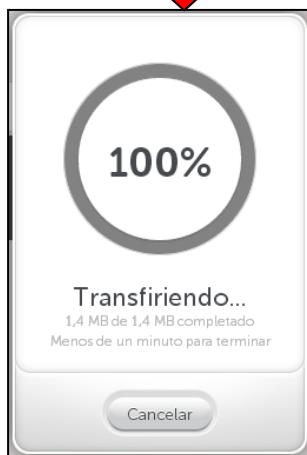 100%
Transfiriendo...
1,4 MB de 1,4 MB completado
Menos de un minuto para terminar
Cancelar